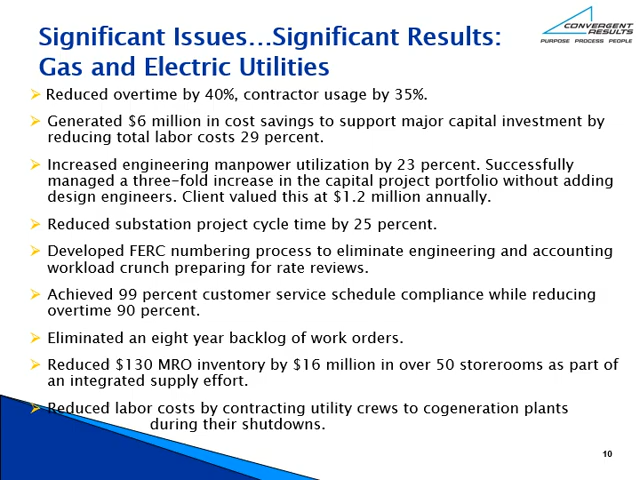 Significant Issues…Significant Results:
Gas and Electric Utilities
CONVERGENT
RESULTS
PURPOSE PROCESS PEOPLE
Reduced overtime by 40%, contractor usage by 35%.
Generated $6 million in cost savings to support major capital investment by
reducing total labor costs 29 percent.
Increased engineering manpower utilization by 23 percent. Successfully
managed a three-fold increase in the capital project portfolio without adding
design engineers. Client valued this at $1.2 million annually.
Reduced substation project cycle time by 25 percent.
Developed FERC numbering process to eliminate engineering and accounting
workload crunch preparing for rate reviews.
Achieved 99 percent customer service schedule compliance while reducing
overtime 90 percent.
Eliminated an eight year backlog of work orders.
Reduced $130 MRO inventory by $16 million in over 50 storerooms as part of
an integrated supply effort.
Reduced labor costs by contracting utility crews to cogeneration plants
during their shutdowns.
10